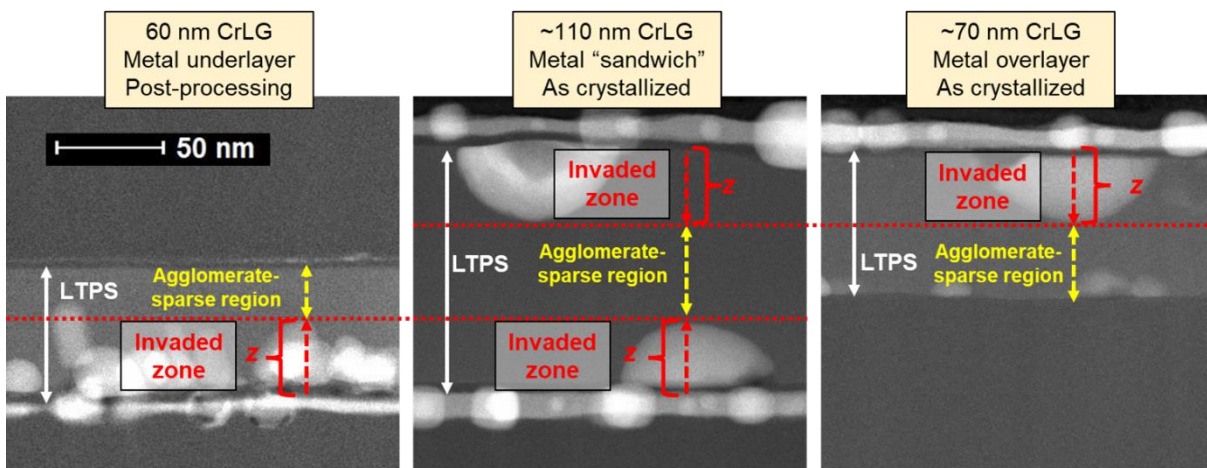 60 nm CrLG
Metal underlayer
Post-processing
~110 nm CrLG
Metal “sandwich”
As crystallized
~70 nm CrLG
Metal overlayer
As crystallized
50 nm
LTPS
Agglomerate-
sparse region
Invaded
zone
z
LTPS
Invaded
zone
z
Agglomerate-
sparse region
Invaded
zone
z
LTPS
Invaded
zone
z
Agglomerate-
sparse region